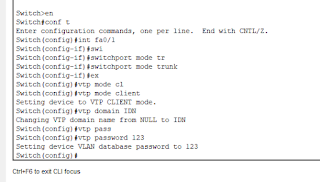 Switch>en
Switch#conf t
Enter configuration commands, one per line.  End with CNTL/Z.
Switch(config)#int fa0/1
Switch(config-if)#swi
Switch(config-if)#switchport mode tr
Switch(config-if)#switchport mode trunk
Switch(config-if)#ex
Switch(config)#vtp mode cl
Switch(config)#vtp mode client
Setting device to VTP CLIENT mode.
Switch(config)#vtp domain IDN
Changing VTP domain name from NULL to IDN
Switch(config)#vtp pass
Switch(config)#vtp password 123
Setting device VLAN database password to 123
Switch(config)#
Ctrl+F6 to exit CLI focus